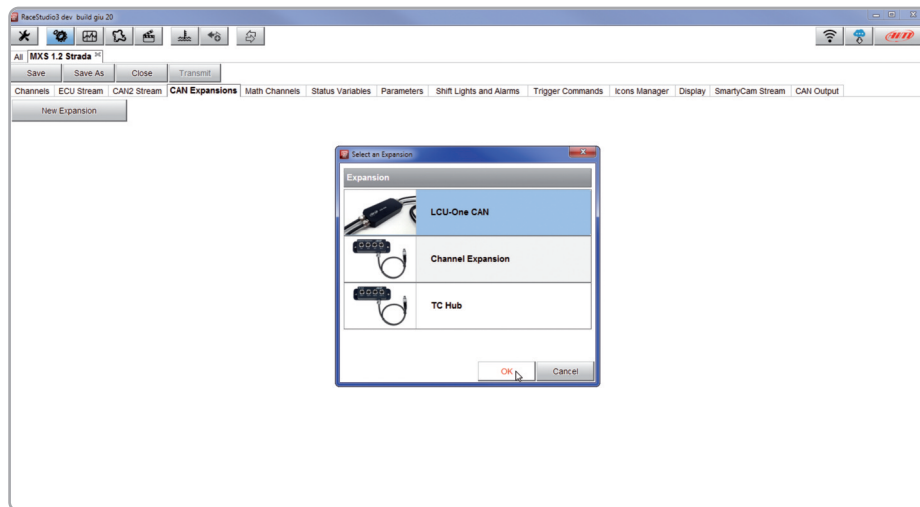 RaceStudio3 dev build giu 20
All MXS 1.2 Strada
Save Save As Close Transmit
Channels ECU Stream CAN2 Stream CAN Expansions Math Channels Status Variables Parameters Shift Lights and Alarms Trigger Commands Icons Manager Display SmartyCam Stream CAN Output
New Expansion
Select an Expansion
Expansion
LCU-One CAN
Channel Expansion
TC Hub
OK Cancel